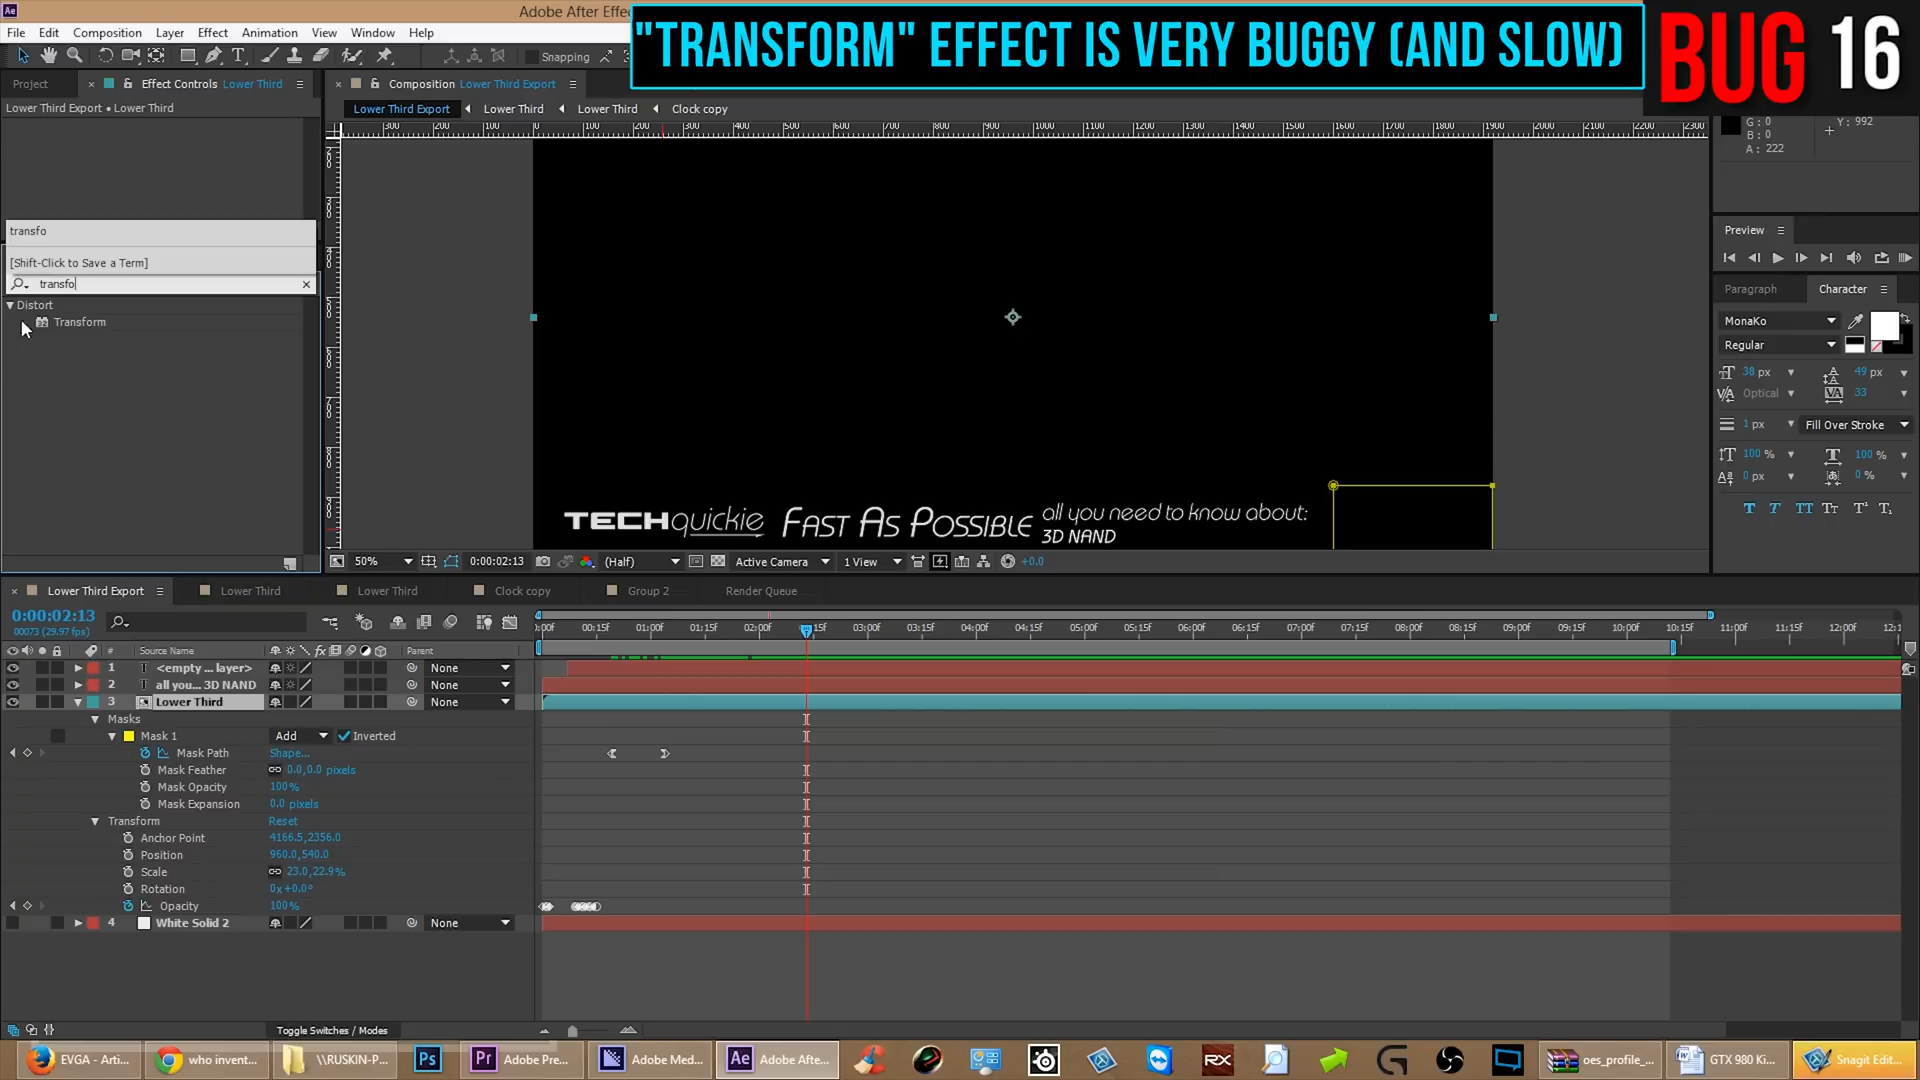 Adobe After Effe
"TRANSFORM" EFFECT IS VERY BUGGY (AND SLOW)
BUG 16
File Edit Composition Layer Effect Animation View Window Help
Snapping
Project
Effect Controls Lower Third
Composition Lower Third Export
Lower Third Export • Lower Third
Lower Third Export Lower Third Lower Third Clock copy
G: 0
B: 0
A: 222
Y: 992
transfo
[Shift-Click to Save a Term]
transfo
Distort
Transform
Preview
Paragraph Character
MonaKo
Regular
38 px 49 px
Optical 33
1 px Fill Over Stroke
100 % 100 %
0 px 0 %
TECHquickie FAST AS POSSIBLE all you need to know about:
3D NAND
50% 0:00:02:13 (Half) Active Camera 1 View +0.0
Lower Third Export Lower Third Lower Third Clock copy Group 2 Render Queue
0:00:02:13
00073 (29.97 fps)
:00f 00:15f 01:00f 01:15f 02:00f 15f 03:00f 03:15f 04:00f 04:15f 05:00f 05:15f 06:00f 06:15f 07:00f 07:15f 08:00f 08:15f 09:00f 09:15f 10:00f 10:15f 11:00f 11:15f 12:00f 12:1
# Source Name Parent
1 <empty ... layer> None
2 all you... 3D NAND None
3 Lower Third None
Masks
Mask 1 Add Inverted
Mask Path Shape...
Mask Feather 0.0,0.0 pixels
Mask Opacity 100%
Mask Expansion 0.0 pixels
Transform Reset
Anchor Point 4166.5,2356.0
Position 960.0,540.0
Scale 23.0,22.9%
Rotation 0x+0.0°
Opacity 100%
4 White Solid 2 None
Toggle Switches / Modes
EVGA - Arti... who invent... \\RUSKIN-P... Ps Pr Adobe Pre... Adobe Med... Ae Adobe Afte... RX oes_profile_... GTX 980 Ki... Snagit Edit...